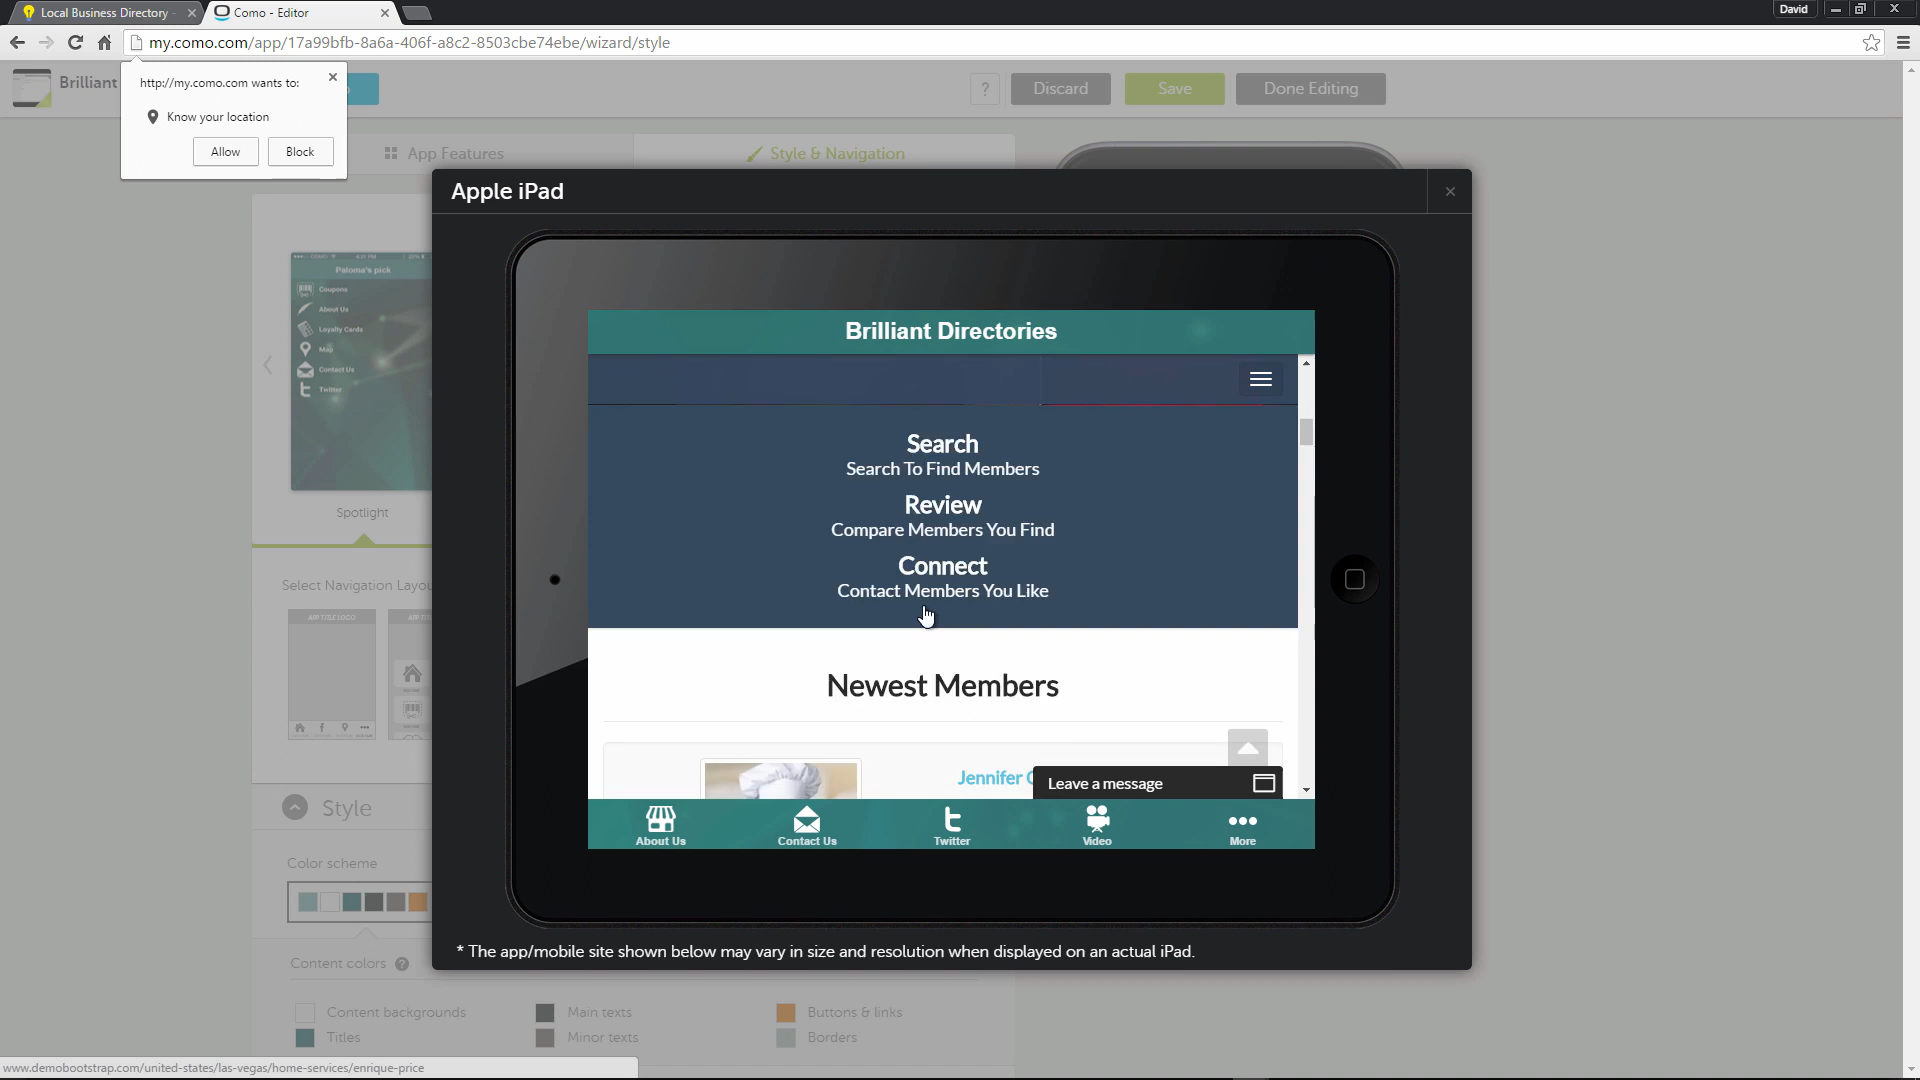 Local Business Directory -
Como - Editor
David
my.como.com/app/17a99bfb-8a6a-406f-a8c2-8503cbe74ebe/wizard/style
Brilliant
http://my.como.com wants to:
Know your location
Allow
Block
?
Discard
Save
Done Editing
App Features
Style & Navigation
Apple iPad
Paloma's pick
Coupons
About Us
Loyalty Cards
Map
Contact Us
Twitter
Spotlight
Select Navigation Layou
APP TITLE LOGO
APP TI
Brilliant Directories
Search
Search To Find Members
Review
Compare Members You Find
Connect
Contact Members You Like
Newest Members
Jennifer
Leave a message
About Us
Contact Us
Twitter
Video
More
* The app/mobile site shown below may vary in size and resolution when displayed on an actual iPad.
Style
Color scheme
Content colors ?
Content backgrounds
Main texts
Buttons & links
Titles
Minor texts
Borders
www.demobootstrap.com/united-states/las-vegas/home-services/enrique-price